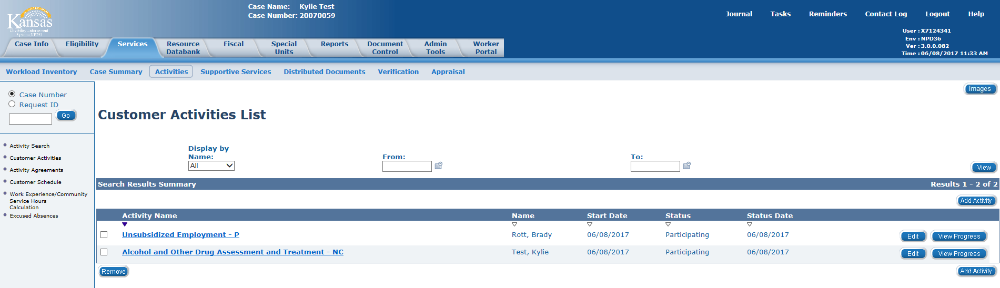 Kansas
Eligibility Enforcement
System (KEES)
Case Name: Kylie Test
Case Number: 20070059
Journal Tasks Reminders Contact Log Logout Help
User : X7124341
Env : NPD36
Ver : 3.0.0.082
Time : 06/08/2017 11:33 AM
Case Info Eligibility Services Resource Databank Fiscal Special Units Reports Document Control Admin Tools Worker Portal
Workload Inventory Case Summary Activities Supportive Services Distributed Documents Verification Appraisal
Case Number
Request ID
Go
Activity Search
Customer Activities
Activity Agreements
Customer Schedule
Work Experience/Community
Service Hours
Calculation
Excused Absences
Images
Customer Activities List
Display by
Name: From: To:
All
View
Search Results Summary Results 1 - 2 of 2
Add Activity
Activity Name Name Start Date Status Status Date
Unsubsidized Employment - P Rott, Brady 06/08/2017 Participating 06/08/2017 Edit View Progress
Alcohol and Other Drug Assessment and Treatment - NC Test, Kylie 06/08/2017 Participating 06/08/2017 Edit View Progress
Remove Add Activity